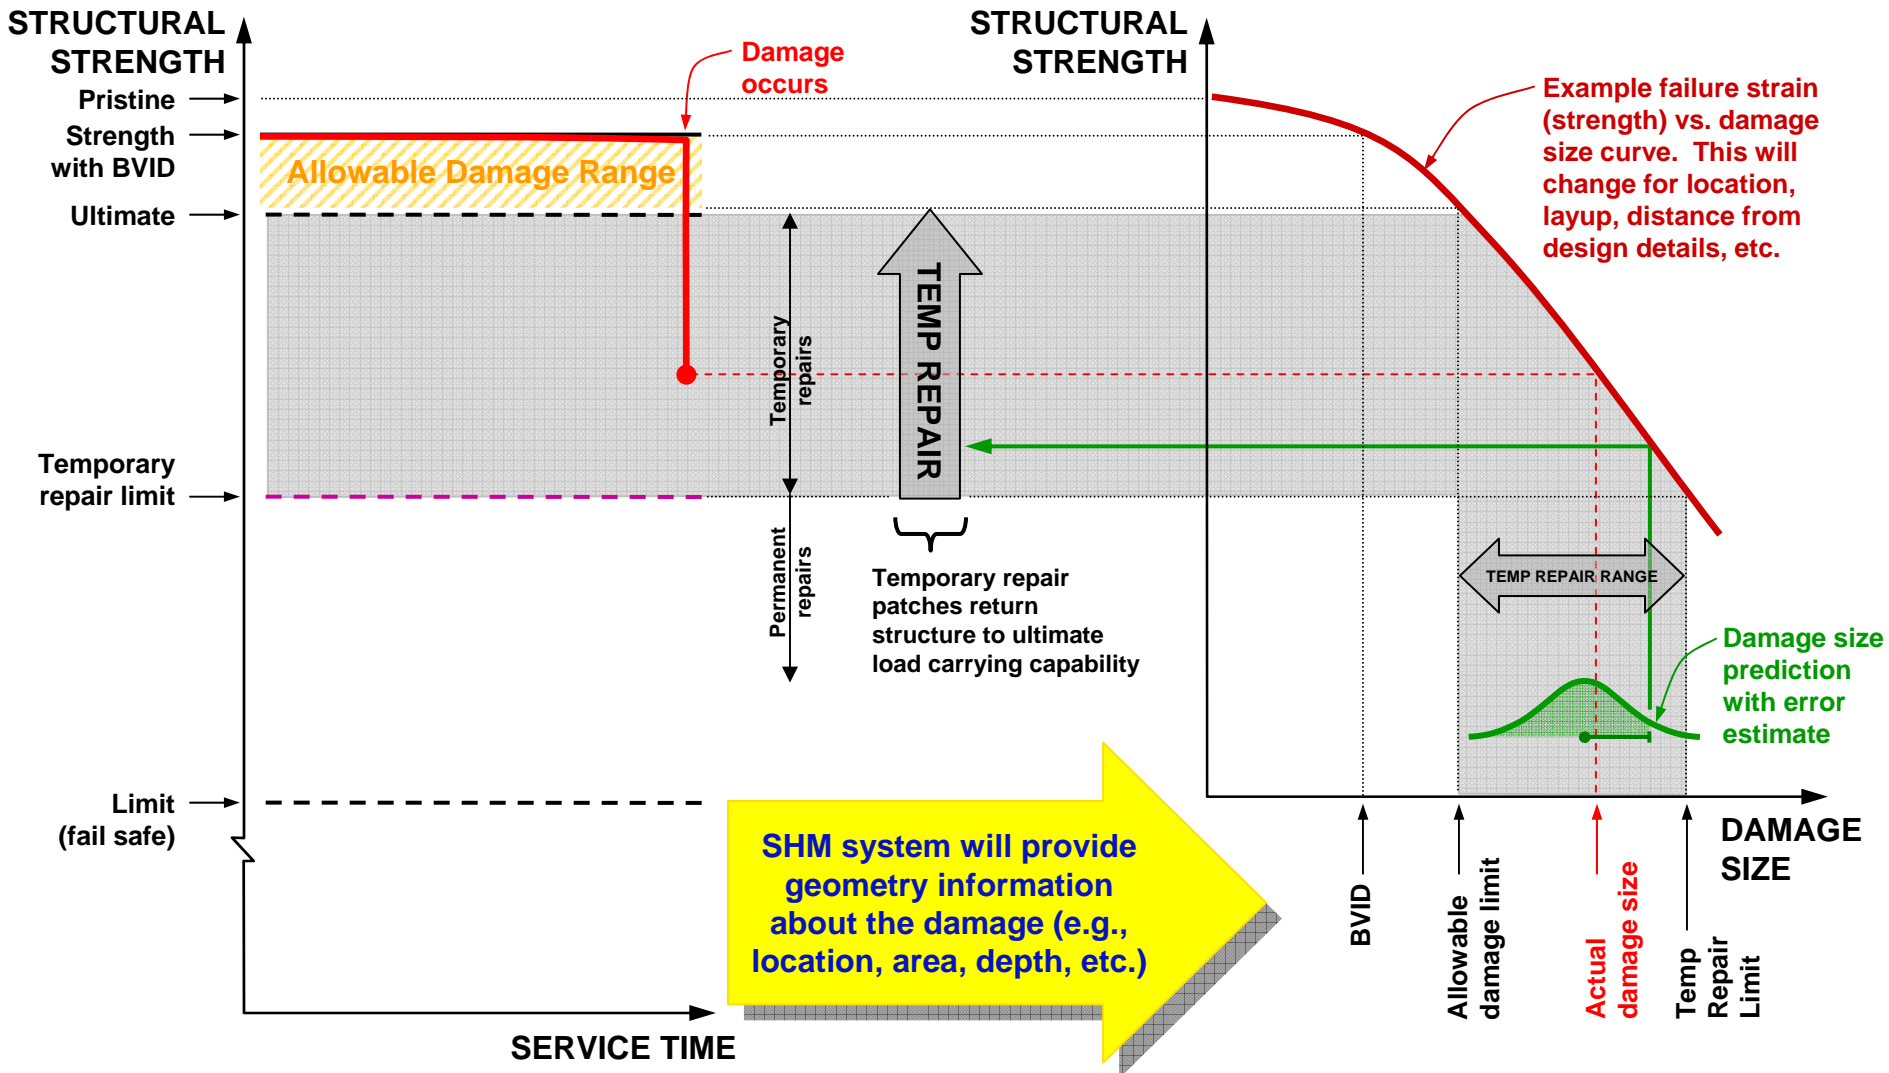 STRUCTURAL
STRENGTH
Pristine
Strength
with BVID
Ultimate
Temporary
repair limit
Limit
(fail safe)
Damage
occurs
Allowable Damage Range
Temporary
repairs
Permanent
repairs
TEMP REPAIR
Temporary repair
patches return
structure to ultimate
load carrying capability
SERVICE TIME
SHM system will provide
geometry information
about the damage (e.g.,
location, area, depth, etc.)
STRUCTURAL
STRENGTH
Example failure strain
(strength) vs. damage
size curve. This will
change for location,
layup, distance from
design details, etc.
TEMP REPAIR RANGE
Damage size
prediction
with error
estimate
DAMAGE
SIZE
BVID
Allowable
damage limit
Actual
damage size
Temp
Repair
Limit